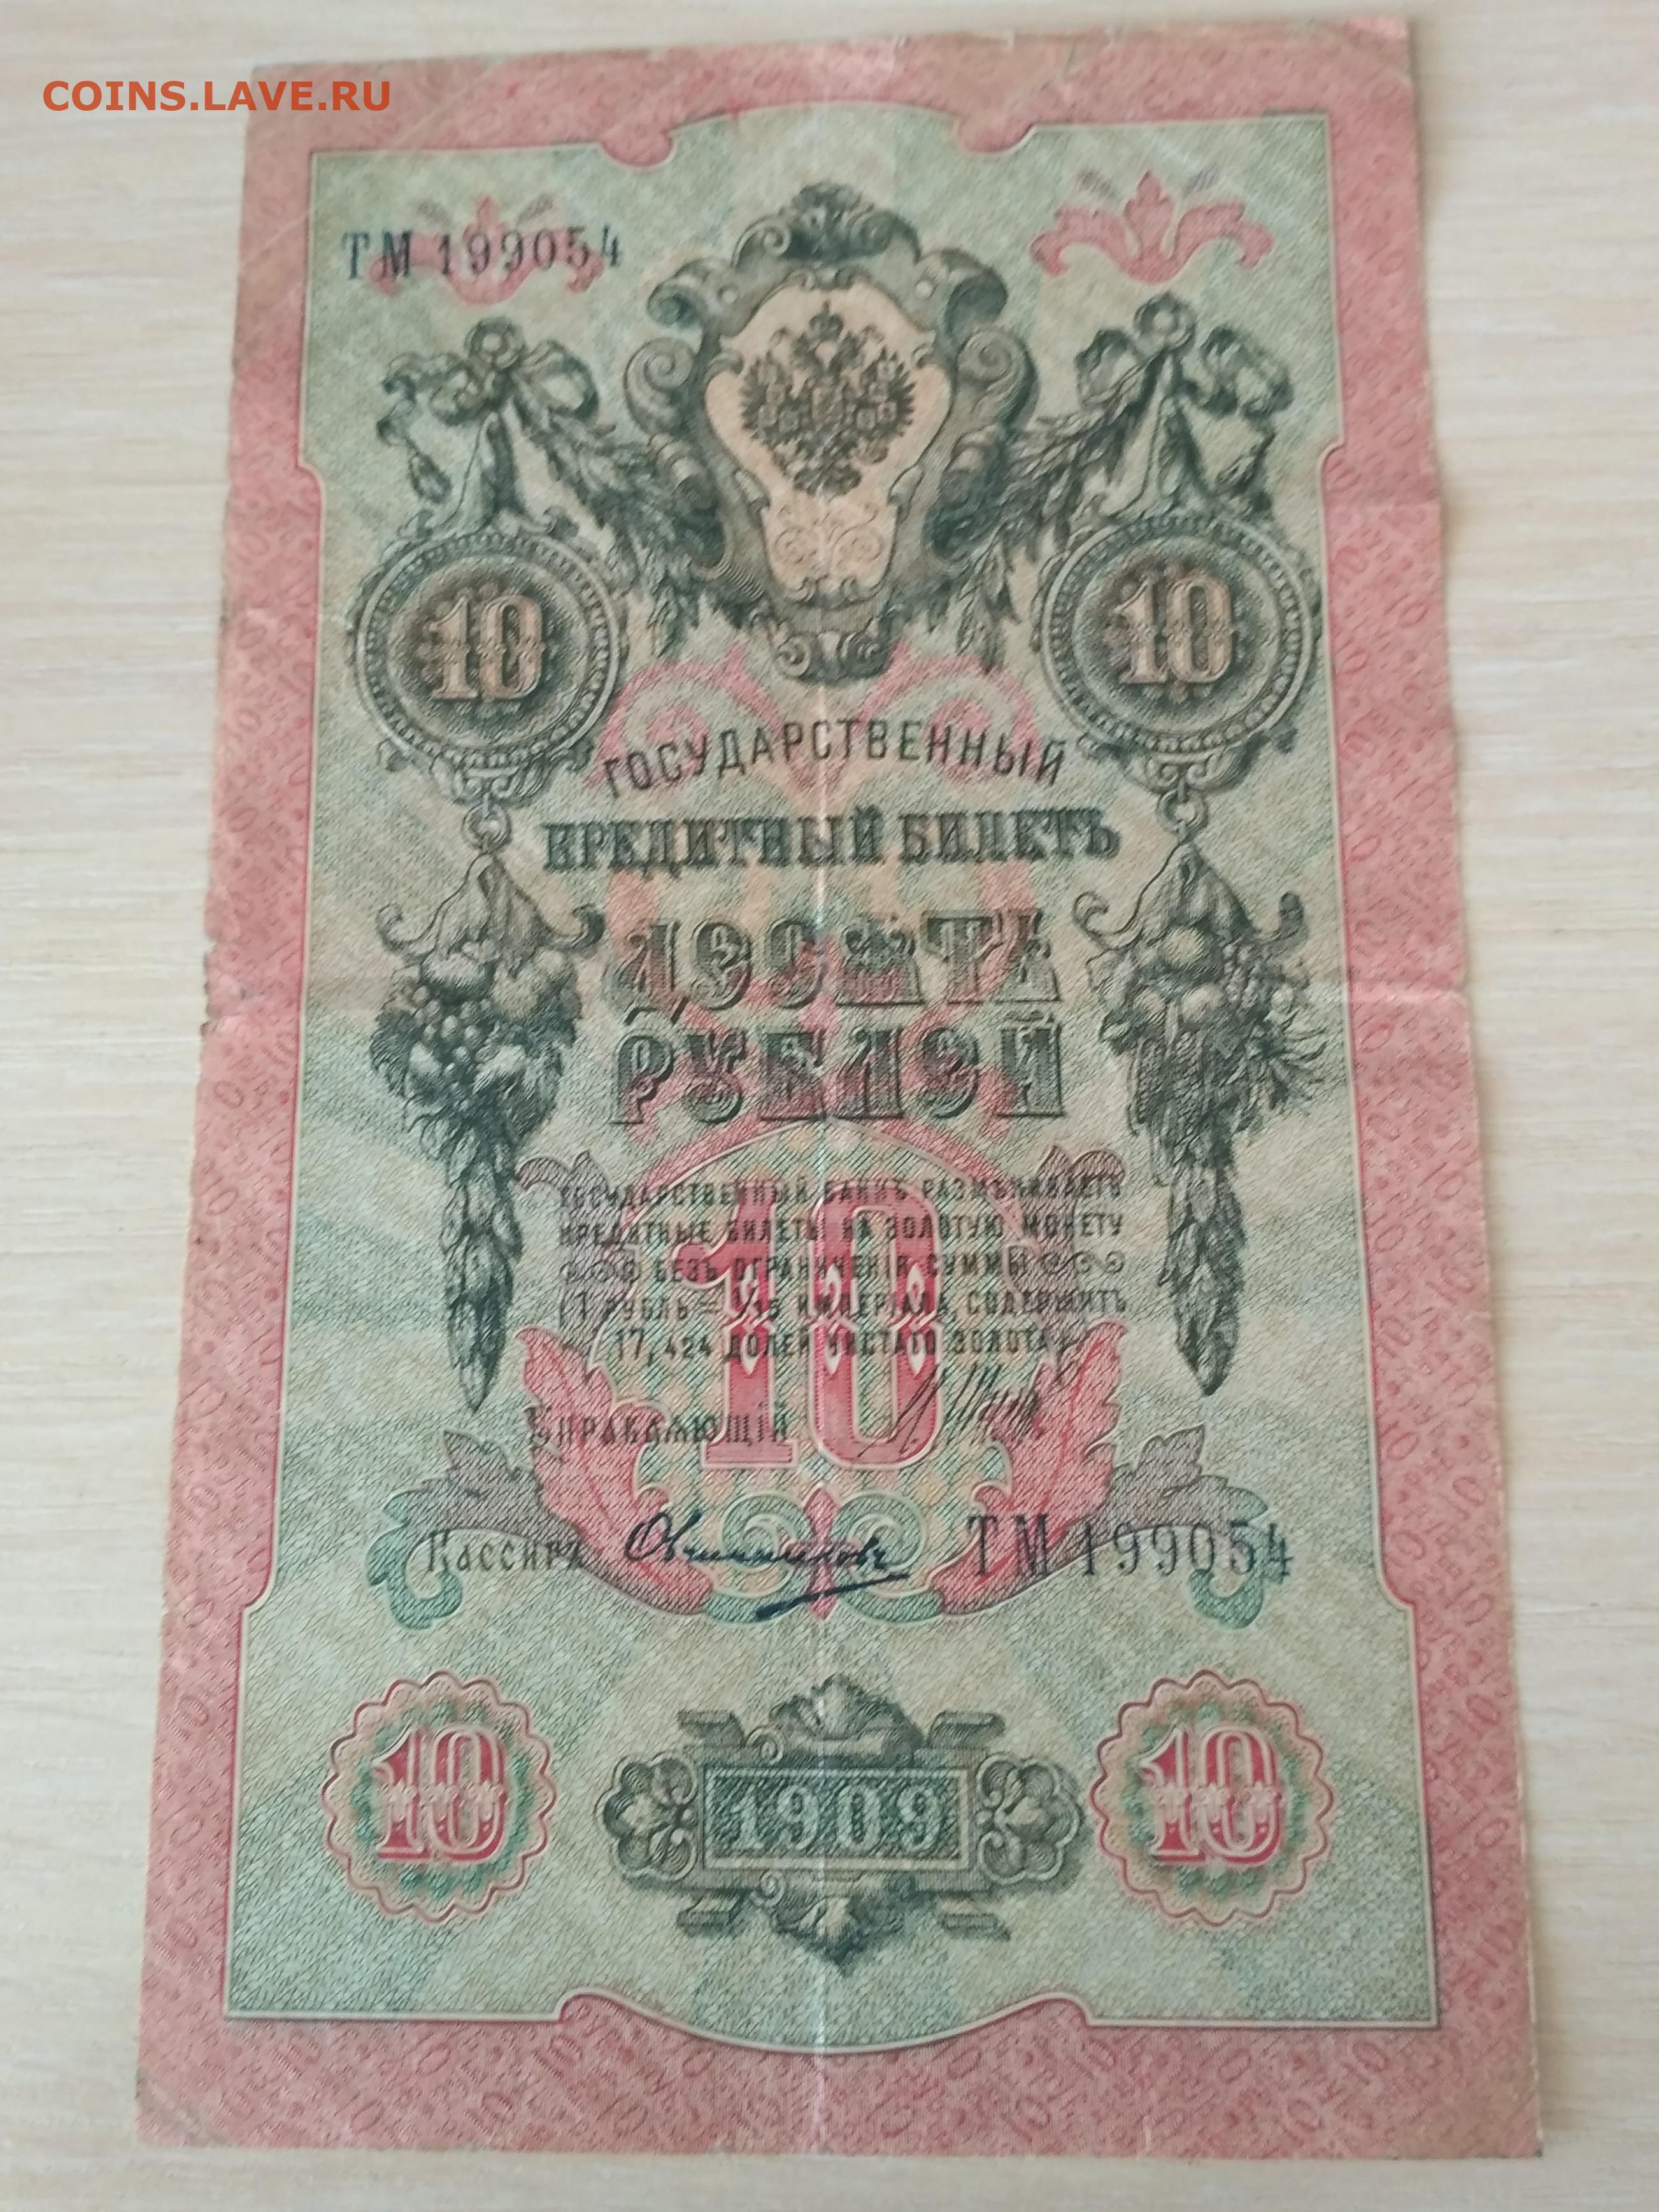 COINS.LAVE.RU
ТМ 199054
10 10
ГОСУДАРСТВЕННЫЙ
КРЕДИТНЫЙ БИЛЕТЪ
ДЕСЯТЬ
РУБЛЕЙ
10
ГОСУДАРСТВЕННЫЙ БАНКЪ РАЗМѢНИВАЕТЪ
КРЕДИТНЫЕ БИЛЕТЫ НА ЗОЛОТУЮ МОНЕТУ
БЕЗЪ ОГРАНИЧЕНІЯ СУММЫ
(1 РУБЛЬ = 1/15 ИМПЕРІАЛА, СОДЕРЖИТЪ
17,424 ДОЛЕЙ ЧИСТАГО ЗОЛОТА)
Управляющій
Кассиръ Овчинниковъ ТМ 199054
10 1909 10